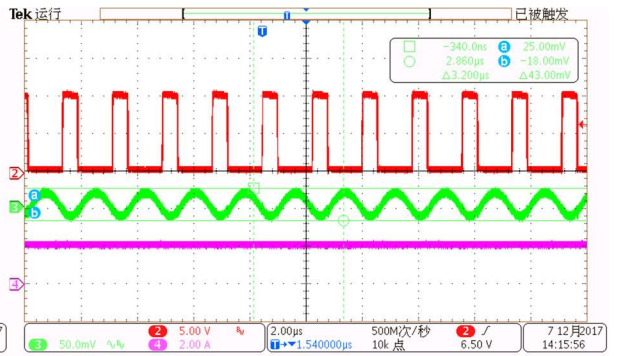 Tek 运行 已被触发
T
T
-340.0ns a 25.00mV
2.860μs b -18.00mV
△3.200μs △43.00mV
2
a
3
b
4
2 5.00 V 2.00μs 500M次/秒 2 6.50 V 7 12月2017
3 50.0mV 4 2.00 A T→▼1.540000μs 10k 点 14:15:56